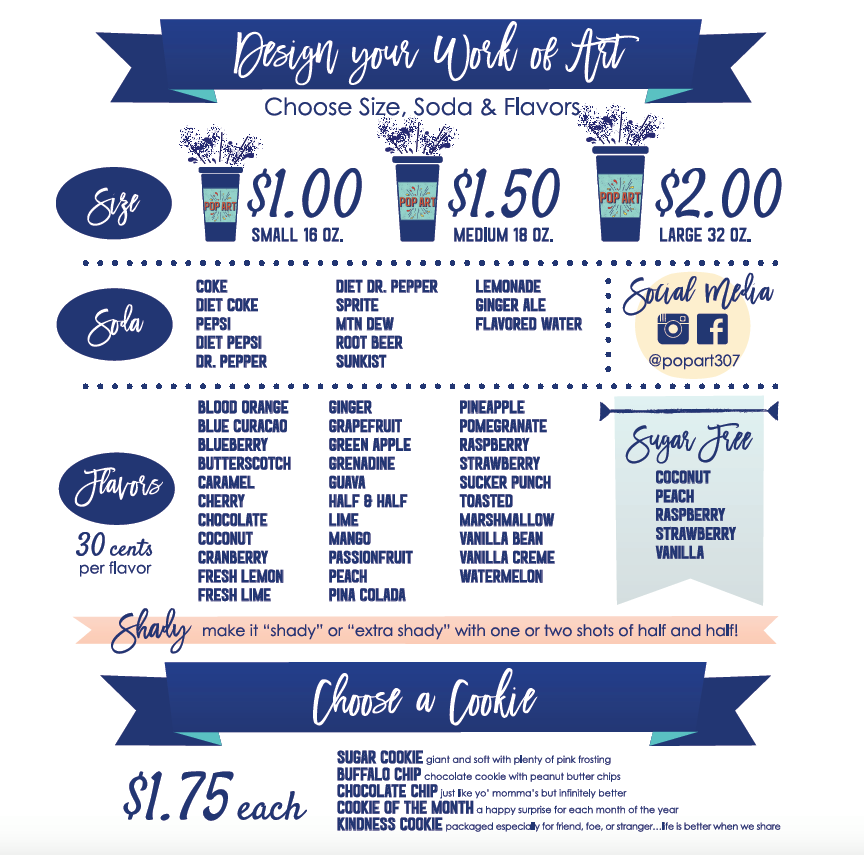 Design your Work of Art
Choose Size, Soda & Flavors
Size
POP ART
$1.00
SMALL 16 OZ.
POP ART
$1.50
MEDIUM 18 OZ.
POP ART
$2.00
LARGE 32 OZ.
Soda
COKE
DIET COKE
PEPSI
DIET PEPSI
DR. PEPPER
DIET DR. PEPPER
SPRITE
MTN DEW
ROOT BEER
SUNKIST
LEMONADE
GINGER ALE
FLAVORED WATER
Social Media
@popart307
Flavors
30 cents
per flavor
BLOOD ORANGE
BLUE CURACAO
BLUEBERRY
BUTTERSCOTCH
CARAMEL
CHERRY
CHOCOLATE
COCONUT
CRANBERRY
FRESH LEMON
FRESH LIME
GINGER
GRAPEFRUIT
GREEN APPLE
GRENADINE
GUAVA
HALF & HALF
LIME
MANGO
PASSIONFRUIT
PEACH
PINA COLADA
PINEAPPLE
POMEGRANATE
RASPBERRY
STRAWBERRY
SUCKER PUNCH
TOASTED
MARSHMALLOW
VANILLA BEAN
VANILLA CREME
WATERMELON
Sugar Free
COCONUT
PEACH
RASPBERRY
STRAWBERRY
VANILLA
Shady make it “shady” or “extra shady” with one or two shots of half and half!
Choose a Cookie
$1.75 each
SUGAR COOKIE giant and soft with plenty of pink frosting
BUFFALO CHIP chocolate cookie with peanut butter chips
CHOCOLATE CHIP just like yo’ momma’s but infinitely better
COOKIE OF THE MONTH a happy surprise for each month of the year
KINDNESS COOKIE packaged especially for friend, foe, or stranger...life is better when we share